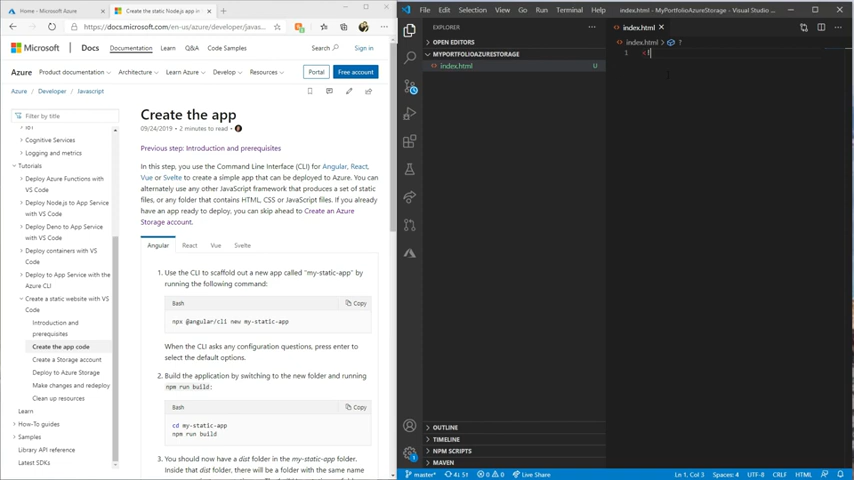 Home - Microsoft Azure
Create the static Node.js app in
https://docs.microsoft.com/en-us/azure/developer/javas...
Microsoft
Docs
Documentation
Learn
Q&A
Code Samples
Search
Sign in
Azure
Product documentation
Architecture
Develop
Learn Azure
Resources
Portal
Free account
Azure / Developer / Javascript
Filter by title
Cognitive Services
Logging and metrics
Tutorials
Deploy Azure Functions with
VS Code
Deploy Node.js to App Service
with VS Code
Deploy Deno to App Service
with VS Code
Deploy containers with VS
Code
Deploy to App Service with the
Azure CLI
Create a static website with VS
Code
Introduction and
prerequisites
Create the app code
Create a Storage account
Deploy to Azure Storage
Make changes and redeploy
Clean up resources
Learn
How-To guides
Samples
Library API reference
Latest SDKs
Create the app
09/24/2019 • 2 minutes to read •
Previous step: Introduction and prerequisites
In this step, you use the Command Line Interface (CLI) for Angular, React,
Vue or Svelte to create a simple app that can be deployed to Azure. You can
alternately use any other JavaScript framework that produces a set of static
files, or any folder that contains HTML, CSS or JavaScript files. If you already
have an app ready to deploy, you can skip ahead to Create an Azure
Storage account.
Angular
React
Vue
Svelte
1. Use the CLI to scaffold out a new app called "my-static-app" by
running the following command:
Bash
Copy
npx @angular/cli new my-static-app
When the CLI asks any configuration questions, press enter to
select the default options.
2. Build the application by switching to the new folder and running
npm run build:
Bash
Copy
cd my-static-app
npm run build
3. You should now have a dist folder in the my-static-app folder.
Inside that dist folder, there will be a folder with the same name
File
Edit
Selection
View
Go
Run
Terminal
Help
index.html - MyPortfolioAzureStorage - Visual Studio ...
EXPLORER
OPEN EDITORS
MYPORTFOLIOAZURESTORAGE
index.html
U
OUTLINE
TIMELINE
NPM SCRIPTS
MAVEN
index.html
index.html > ?
1
<!
master*
0 0
Live Share
Ln 1, Col 3
Spaces: 4
UTF-8
CRLF
HTML